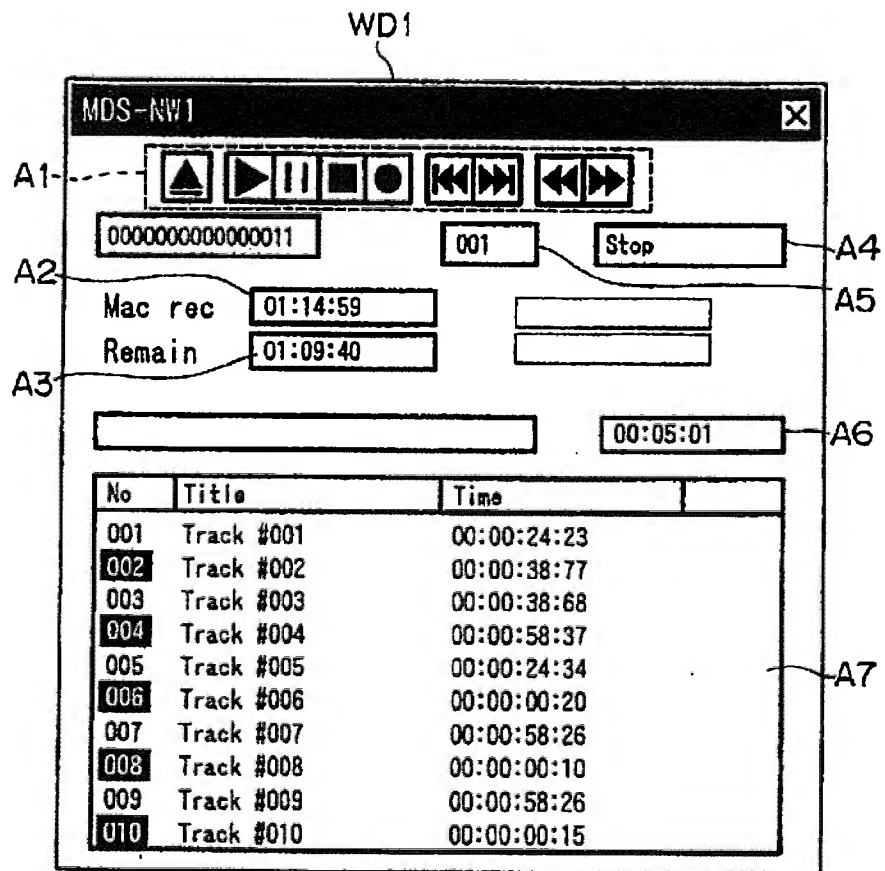 WD1
MDS-NW1
A1
0000000000000011 001 Stop A4
A2 A5
Mac rec 01:14:59
Remain 01:09:40
A3
00:05:01 A6
No Title Time
001 Track #001 00:00:24:23
002 Track #002 00:00:38:77
003 Track #003 00:00:38:68
004 Track #004 00:00:58:37
005 Track #005 00:00:24:34
A7
006 Track #006 00:00:00:20
007 Track #007 00:00:58:26
008 Track #008 00:00:00:10
009 Track #009 00:00:58:26
010 Track #010 00:00:00:15